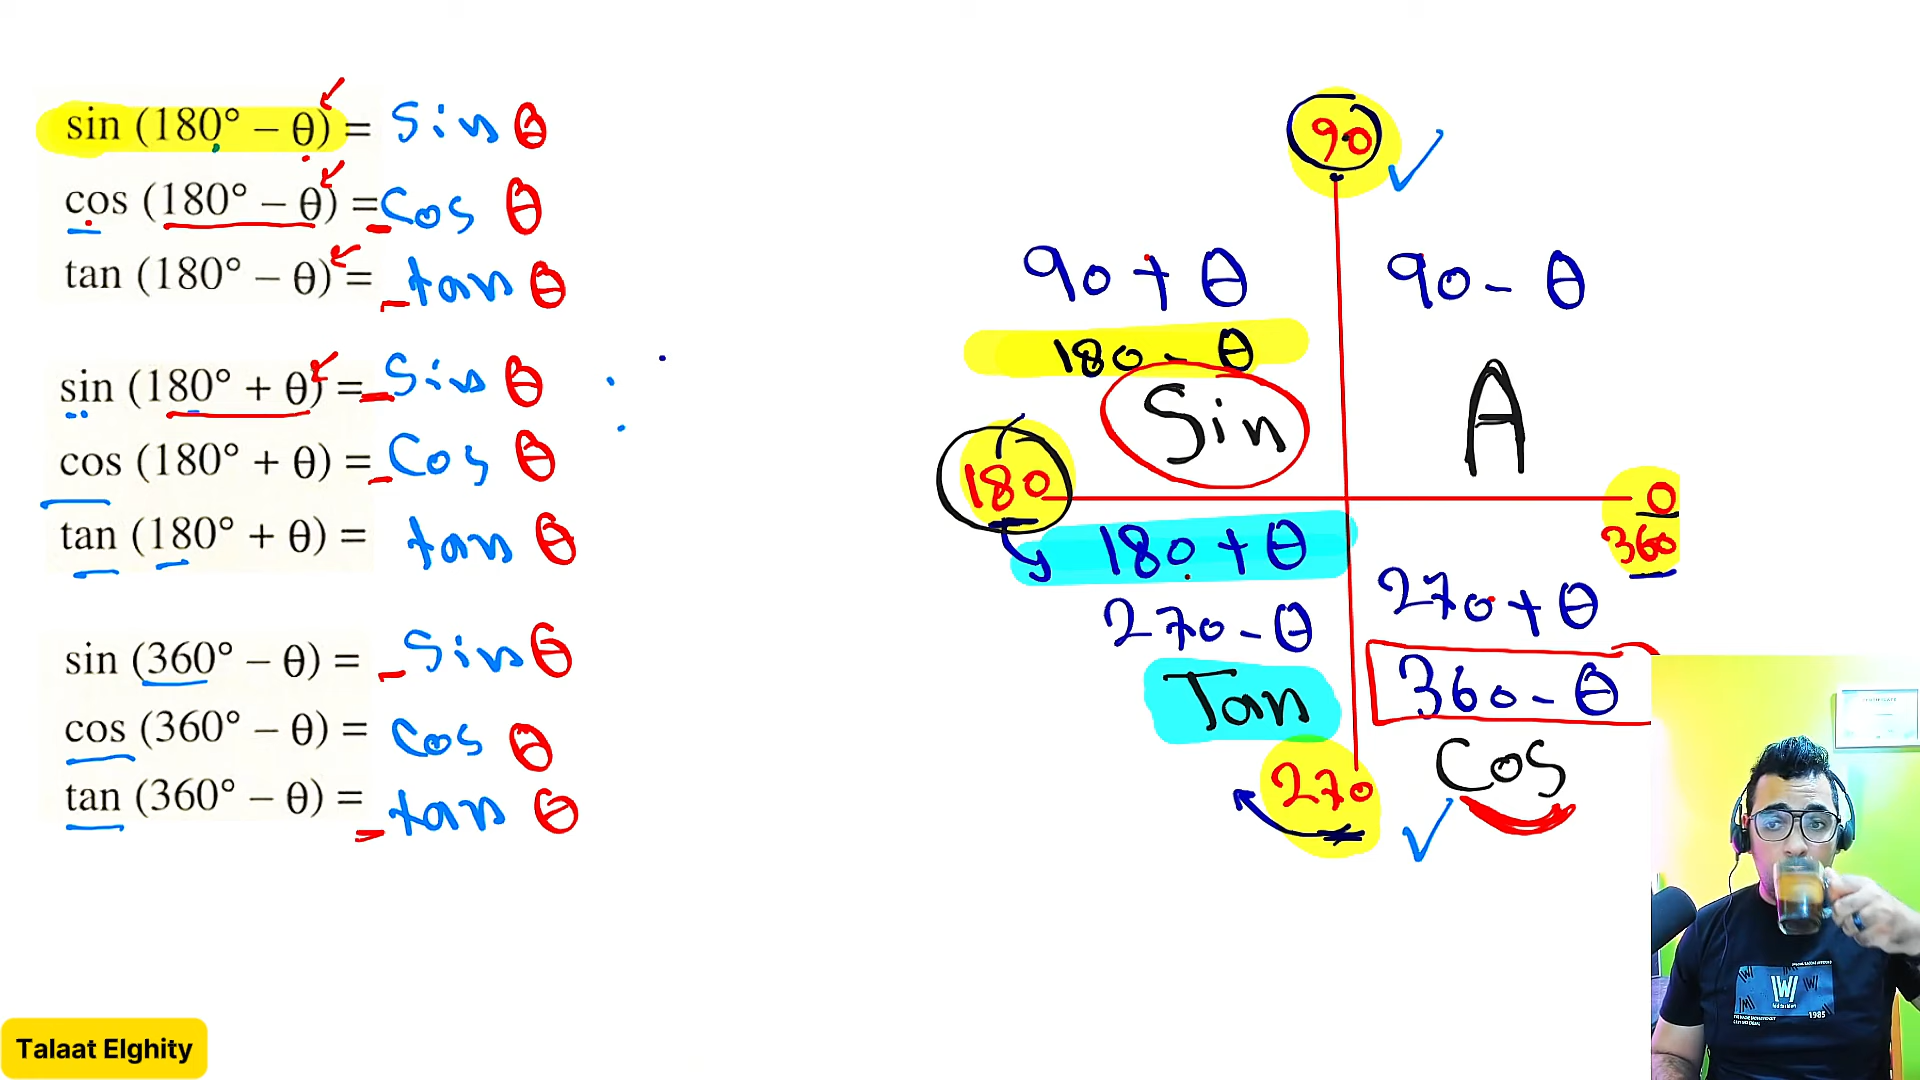 sin (180° – θ) = Sin θ
cos (180° – θ) = – Cos θ
tan (180° – θ) = – tan θ
sin (180° + θ) = – Sin θ
cos (180° + θ) = – Cos θ
tan (180° + θ) = tan θ
sin (360° – θ) = – Sin θ
cos (360° – θ) = Cos θ
tan (360° – θ) = – tan θ
90
90 + θ
90 - θ
180 - θ
Sin
A
180
0
360
180 + θ
270 - θ
Tan
270 + θ
360 - θ
Cos
270
W
1985
Talaat Elghity